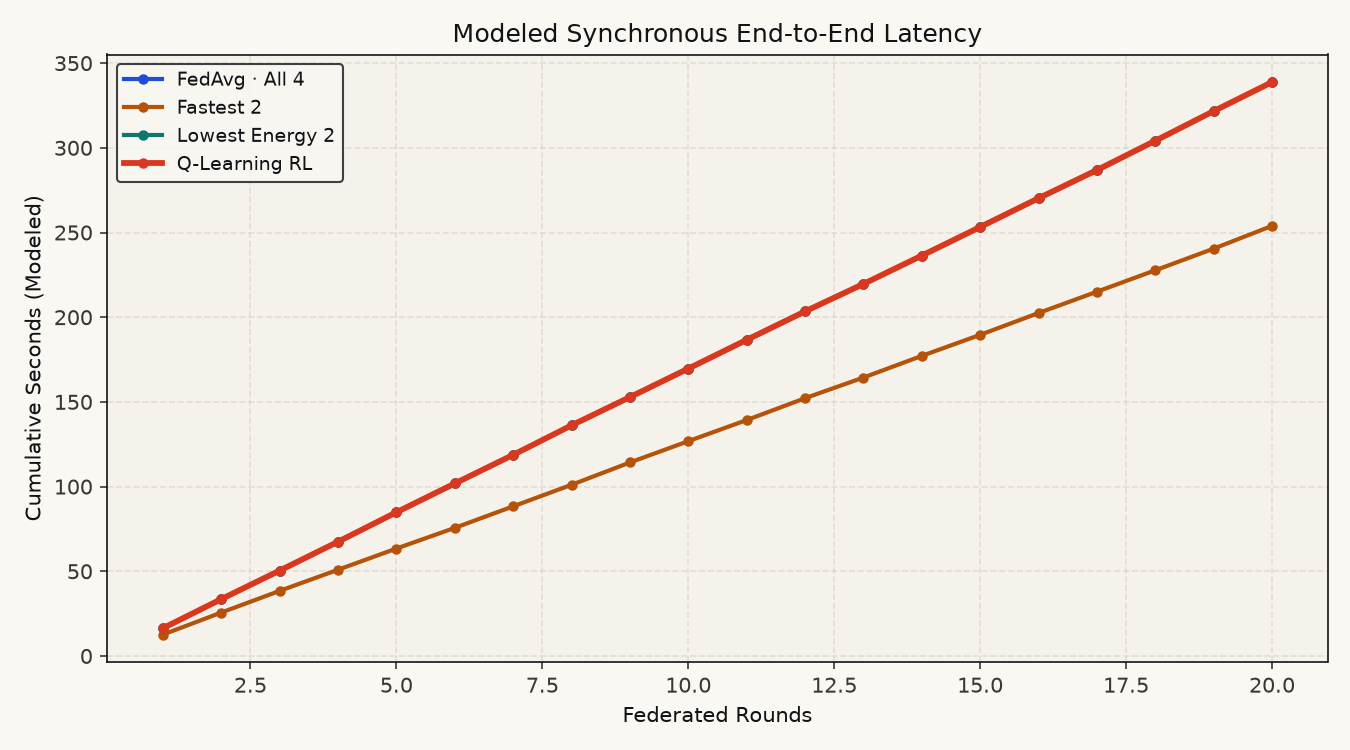 Modeled Synchronous End-to-End Latency
FedAvg · All 4
Fastest 2
Lowest Energy 2
Q-Learning RL
Cumulative Seconds (Modeled)
350
300
250
200
150
100
50
0
2.5 5.0 7.5 10.0 12.5 15.0 17.5 20.0
Federated Rounds